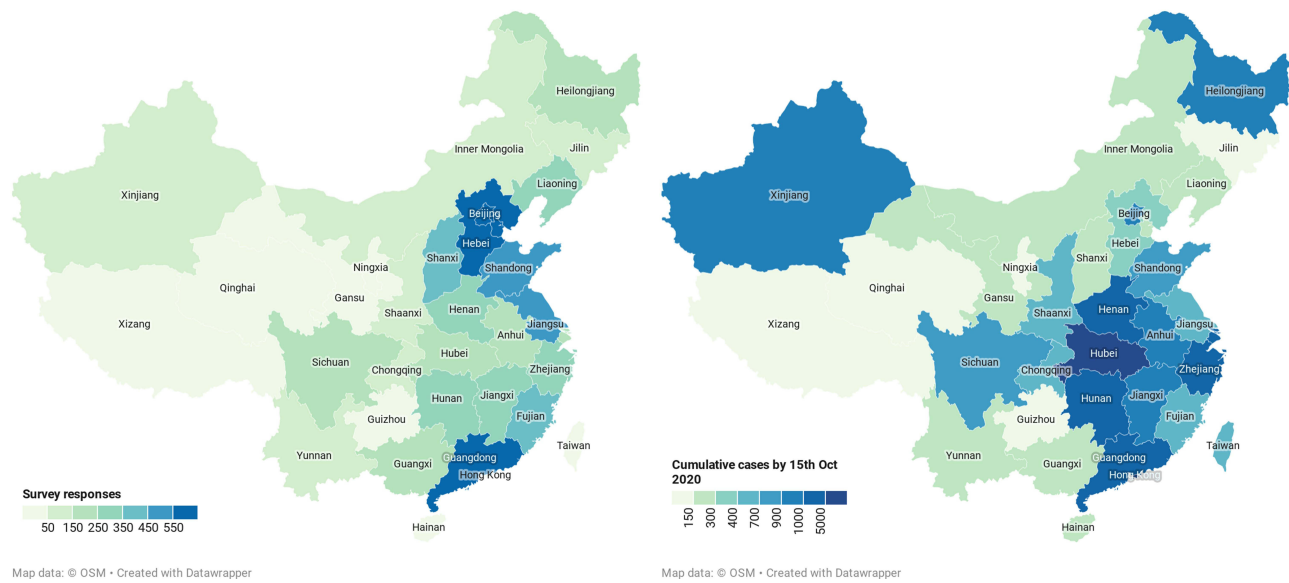 Heilongjiang
Inner Mongolia
Jilin
Xinjiang
Liaoning
Beijing
Hebei
Shanxi
Ningxia
Shandong
Qinghai
Gansu
Henan
Shaanxi
Xizang
Jiangsu
Anhui
Hubei
Sichuan
Chongqing
Zhejiang
Hunan
Jiangxi
Guizhou
Fujian
Taiwan
Yunnan
Guangxi
Guangdong
Hong Kong
Hainan
Survey responses
50 150 250 350 450 550
Map data: © OSM • Created with Datawrapper
Heilongjiang
Inner Mongolia
Jilin
Xinjiang
Liaoning
Beijing
Hebei
Shanxi
Ningxia
Shandong
Qinghai
Gansu
Henan
Shaanxi
Xizang
Jiangsu
Anhui
Hubei
Sichuan
Chongqing
Zhejiang
Hunan
Jiangxi
Guizhou
Fujian
Taiwan
Yunnan
Guangxi
Guangdong
Hong Kong
Hainan
Cumulative cases by 15th Oct
2020
150 300 400 700 900 1000 5000
Map data: © OSM • Created with Datawrapper